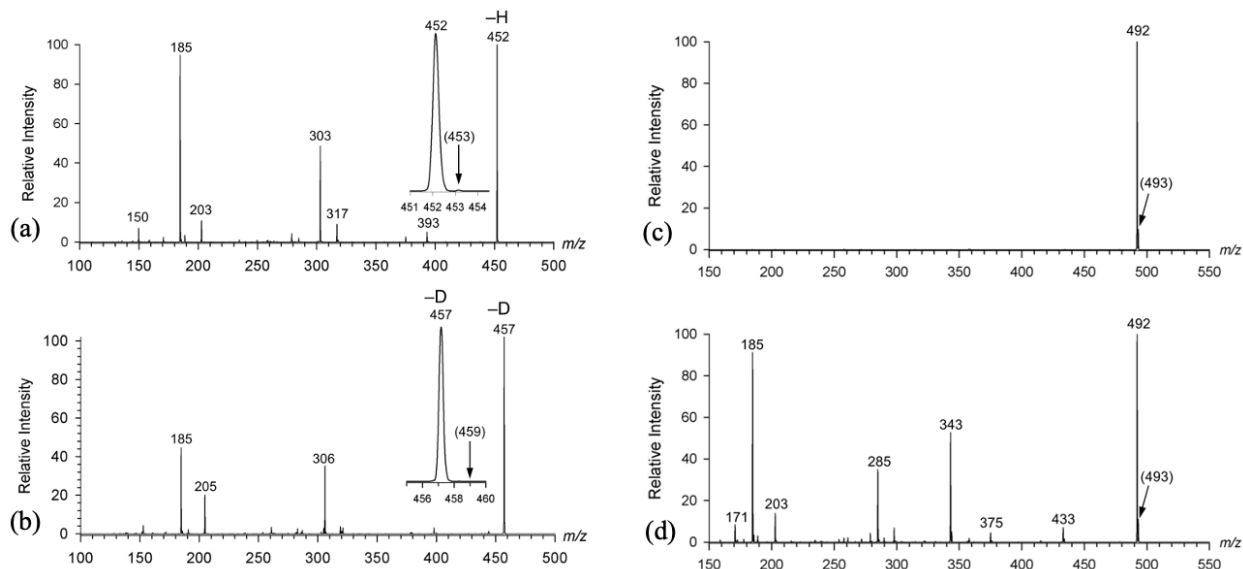 (a)
Relative Intensity
100
80
60
40
20
0
185
150
203
303
317
393
452
(453)
451 452 453 454
–H
452
100 150 200 250 300 350 400 450 500
m/z
(b)
Relative Intensity
100
80
60
40
20
0
185
205
306
–D
457
(459)
456 458 460
–D
457
100 150 200 250 300 350 400 450 500
m/z
(c)
Relative Intensity
100
80
60
40
20
0
492
(493)
150 200 250 300 350 400 450 500 550
m/z
(d)
Relative Intensity
100
80
60
40
20
0
171
185
203
285
343
375
433
492
(493)
150 200 250 300 350 400 450 500 550
m/z